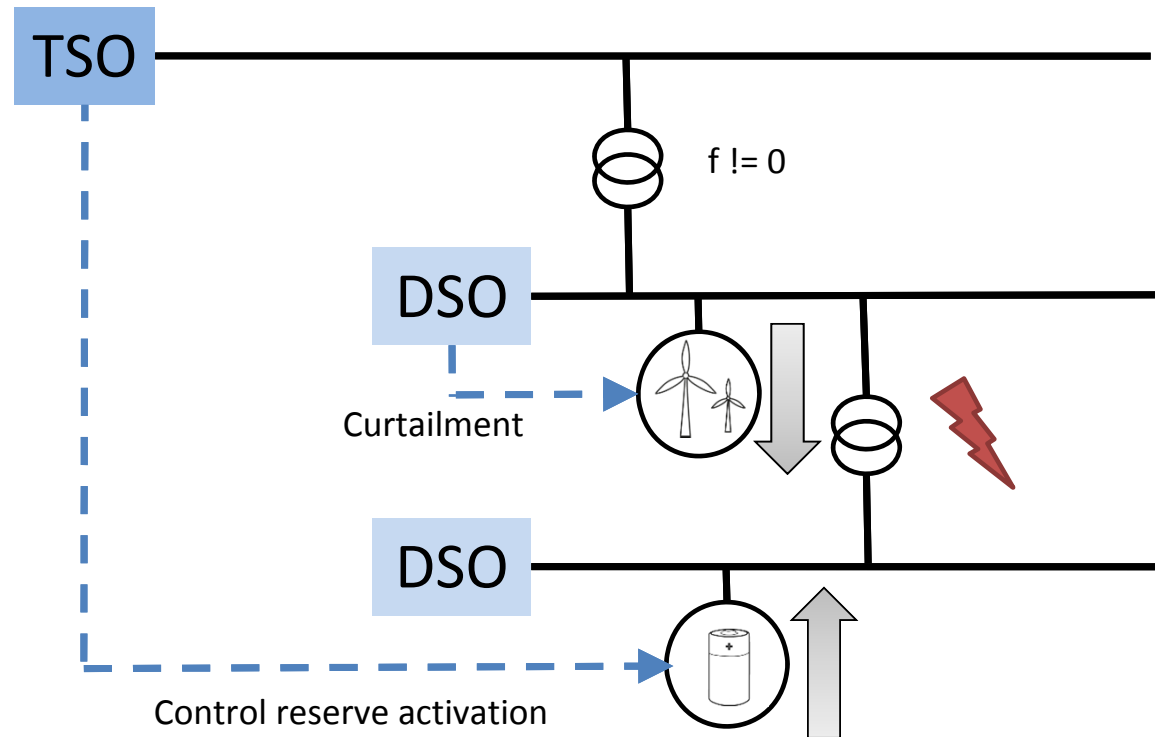 TSO
f != 0
DSO
Curtailment
DSO
+
Control reserve activation